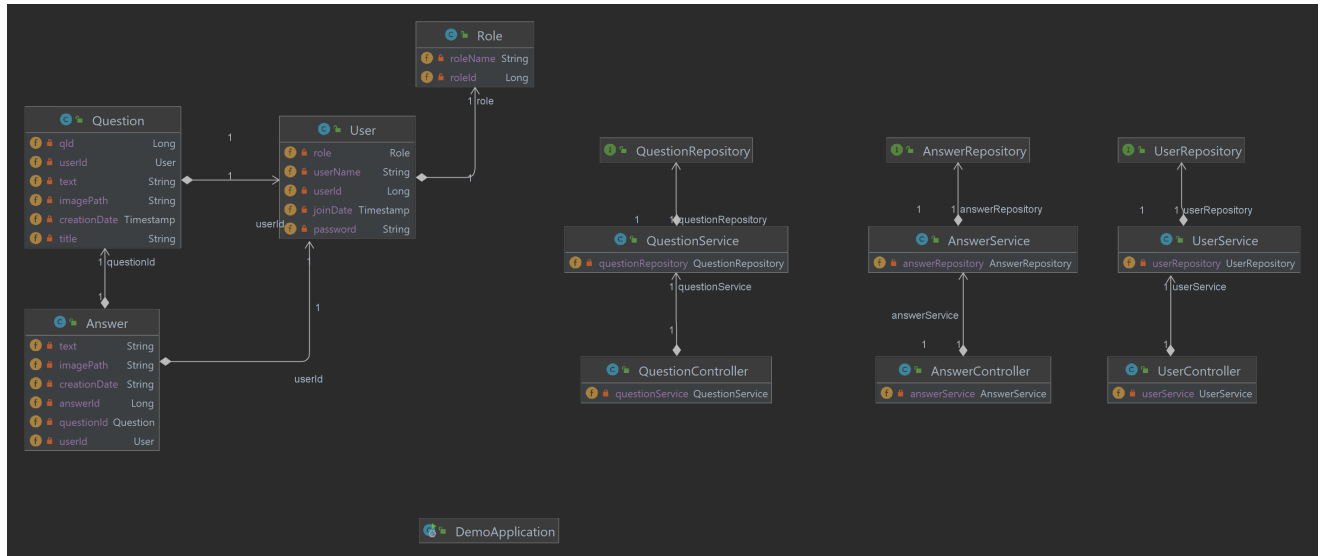 Role
roleName String
roleId Long
1 role
1
Question
qId Long
userId User
text String
imagePath String
creationDate Timestamp
title String
1
1
userId
User
role Role
userName String
userId Long
joinDate Timestamp
password String
1 questionId
1
Answer
text String
imagePath String
creationDate String
answerId Long
questionId Question
userId User
1
1
userId
QuestionRepository
1
1 questionRepository
QuestionService
questionRepository QuestionRepository
1 questionService
1
QuestionController
questionService QuestionService
AnswerRepository
1
1 answerRepository
AnswerService
answerRepository AnswerRepository
answerService
1
1
AnswerController
answerService AnswerService
UserRepository
1
1 userRepository
UserService
userRepository UserRepository
1 userService
1
UserController
userService UserService
DemoApplication